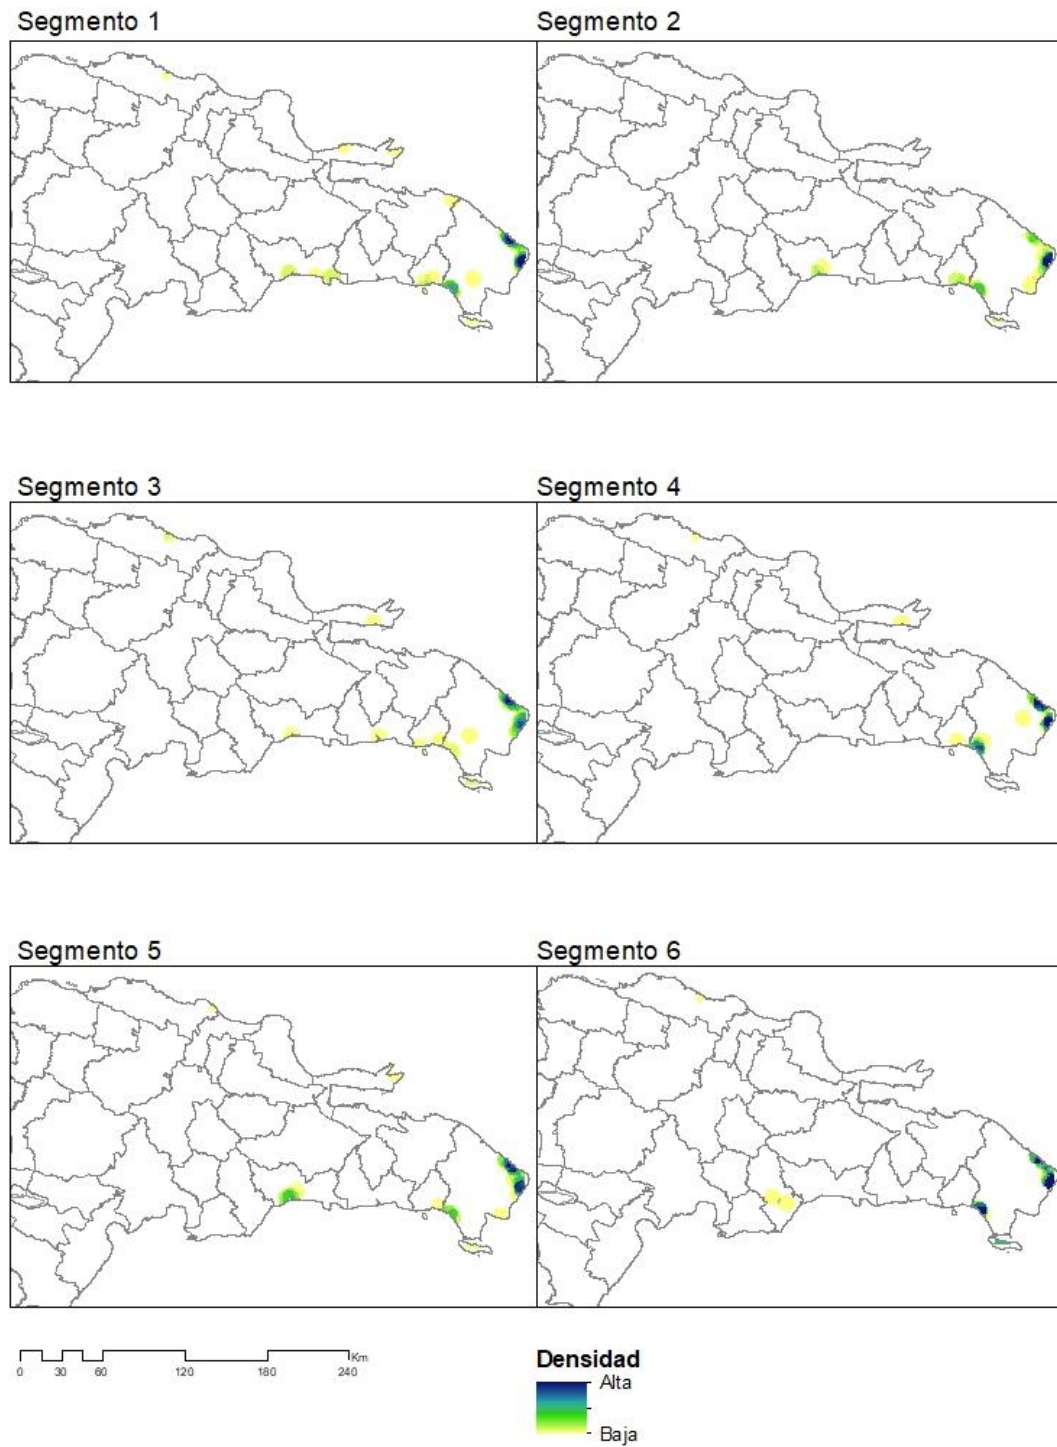 Segmento 1
Segmento 2
Segmento 3
Segmento 4
Segmento 5
Segmento 6
Km
0 30 60 120 180 240
Densidad
Alta
Baja